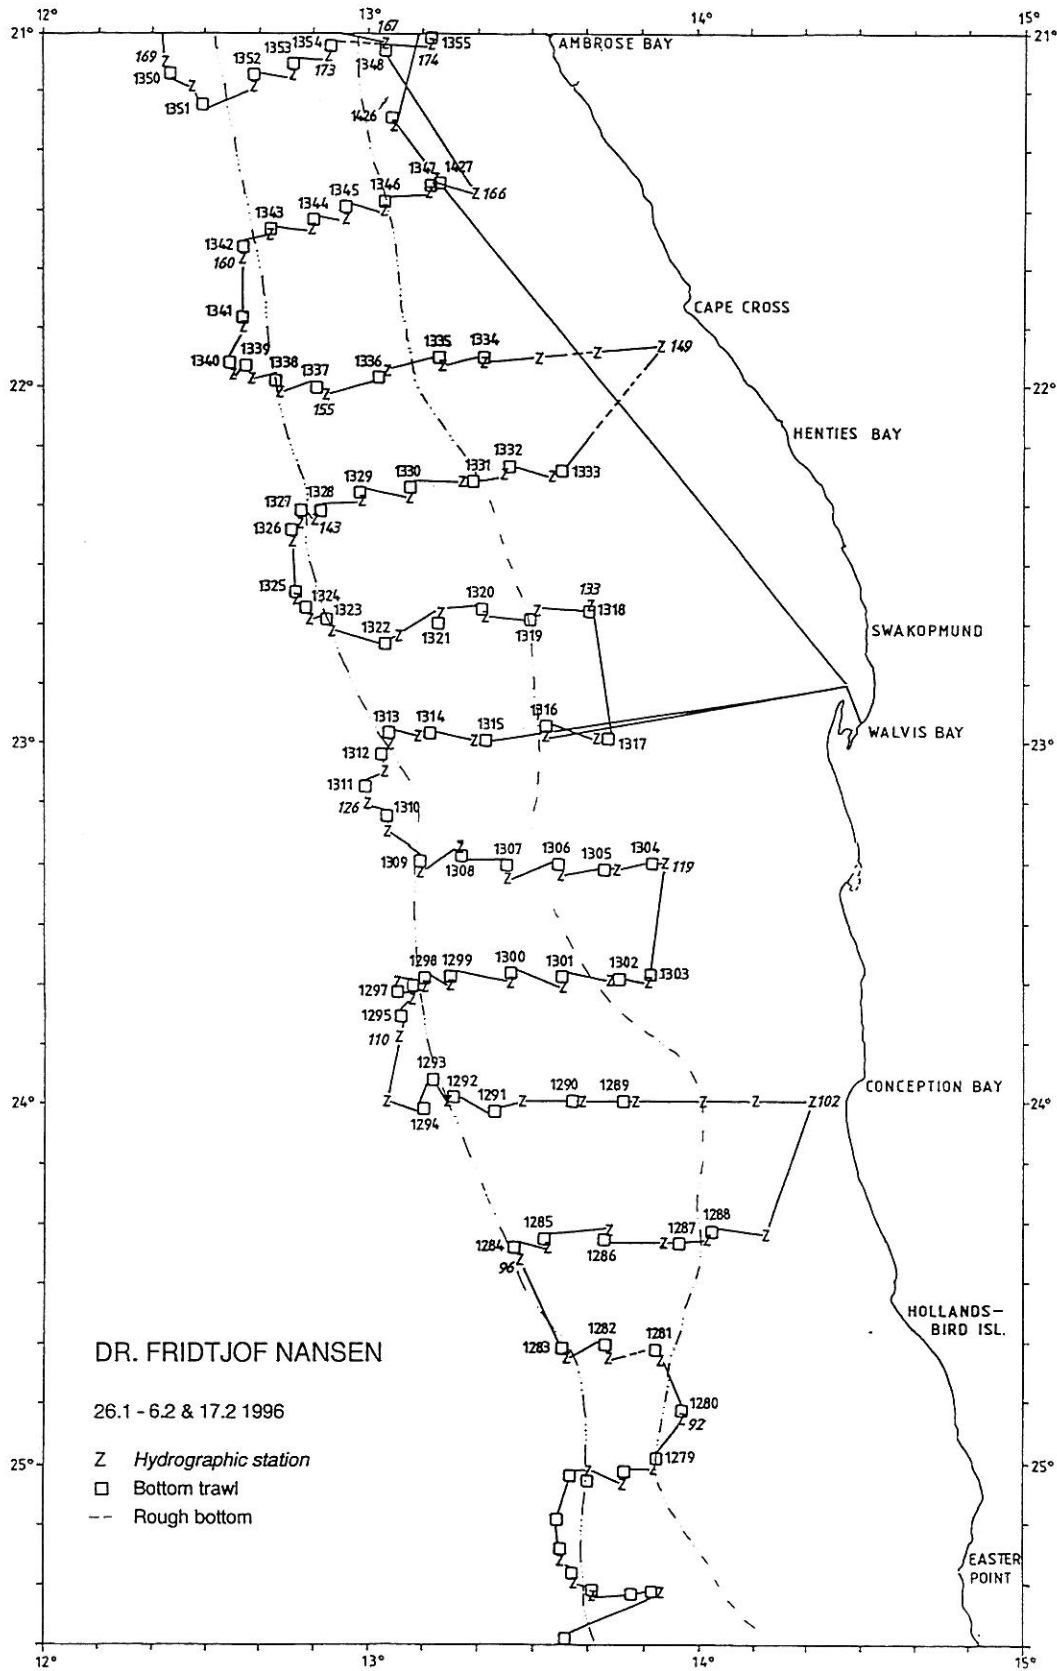 12° 13° 14° 15°
21° 21°
167
1353 1354 1355 AMBROSE BAY
169 1352 1348 174
1350 173
1351
1426
1347 1427
1346 166
1345
1344
1343
1342
160
CAPE CROSS
1341
1335 1334 149
1340 1339 1338 1337 1336
22° 155 22°
HENTIES BAY
1332
1331 1333
1330
1329
1328
1327
1326 143
1325 1324 1320 133
1323 1318
1322 1321 1319
SWAKOPMUND
1316
1313 1314 1315 1317
WALVIS BAY
23° 23°
1312
1311
126 1310
1307 1306 1305 1304
1309 1308 119
1298 1299 1300 1301 1302
1303
1297
1295
110
1293
1292 1291 1290 1289
CONCEPTION BAY
24° 102 24°
1294
1288
1285 1287
1284 1286
96
HOLLANDS-
BIRD ISL.
1282 1281
1283
DR. FRIDTJOF NANSEN
1280
92
26.1 - 6.2 & 17.2 1996
1279
Z Hydrographic station
25° 25°
Bottom trawl
Rough bottom
EASTER
POINT
12° 13° 14° 15°